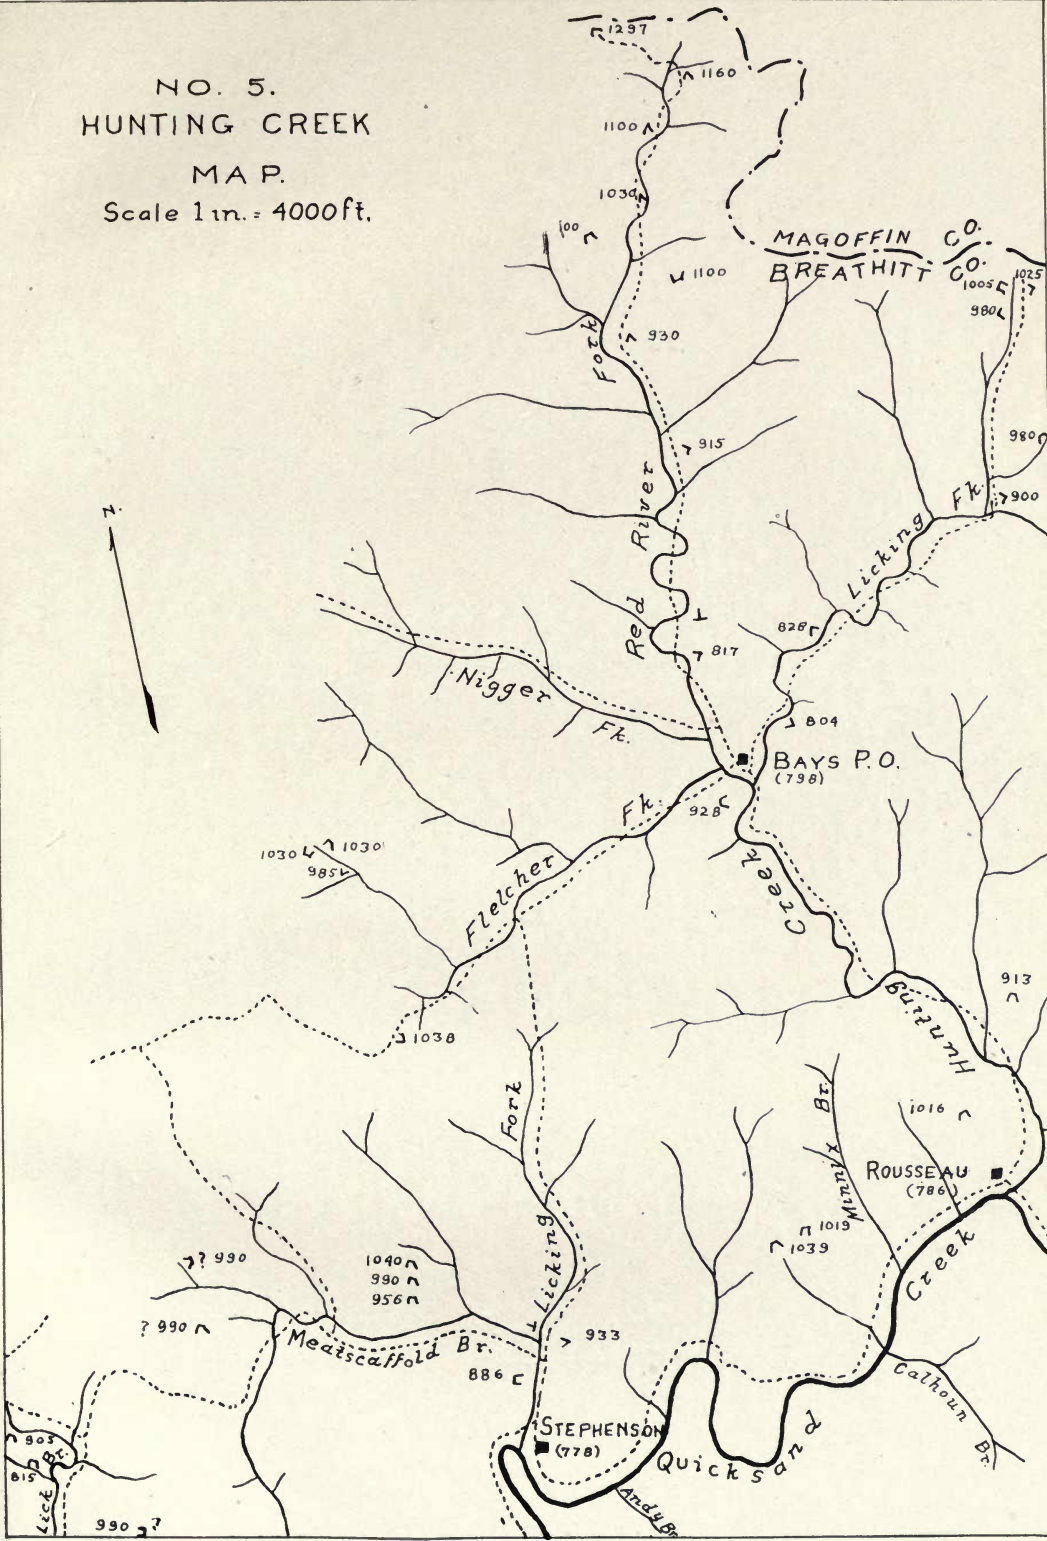 NO. 5.
HUNTING CREEK
MAP.
Scale 1 in. = 4000 ft.
1297
1160
1100
1030
100
1100
MAGOFFIN CO.
BREATHITT CO.
1005
1025
980
930
Fork
915
980
900
River
Fk.
Licking
Red
828
817
N.
Nigger
Fk.
804
BAYS P.O.
(798)
928
Fk.
1030
1030
985
Fletcher
Creek
913
Hunting
1038
Fork
Minnix Br.
1016
ROUSSEAU
(786)
1019
1039
Creek
? 990
1040
990
956
Licking
? 990
Meatscaffold Br.
933
886
Calhoun
Br.
STEPHENSON
(778)
Quicksand
905
815
Lick Br.
Andy Br.
990 ?